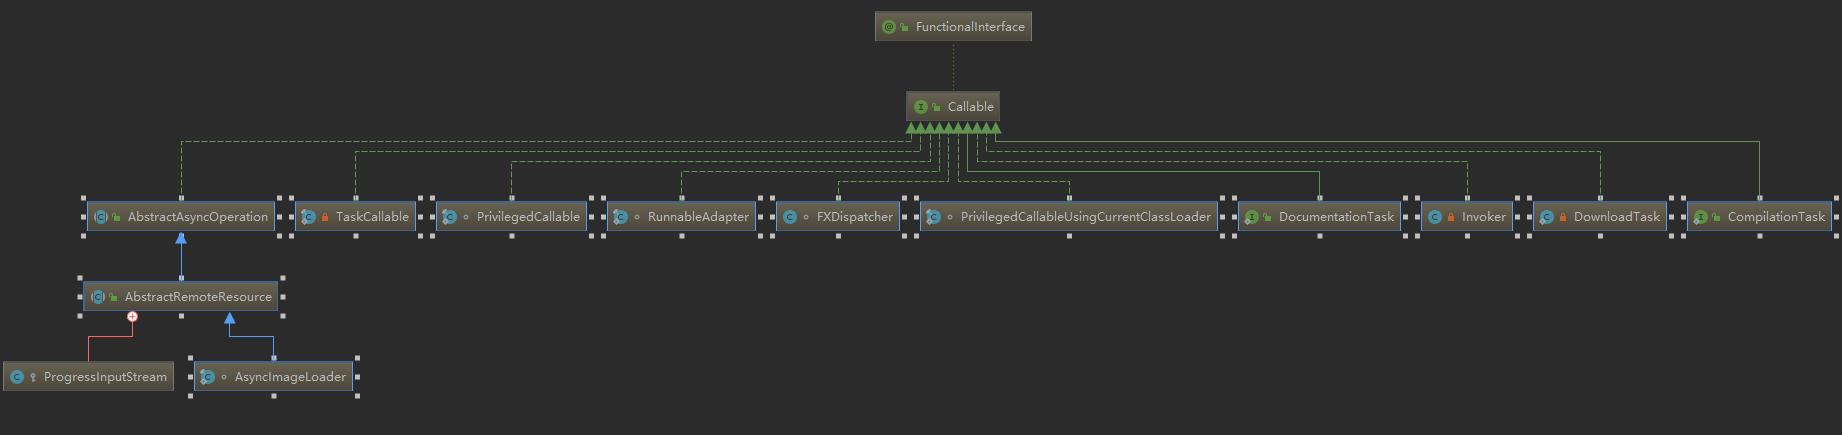 FunctionalInterface
Callable
AbstractAsyncOperation
TaskCallable
PrivilegedCallable
RunnableAdapter
FXDispatcher
PrivilegedCallableUsingCurrentClassLoader
DocumentationTask
Invoker
DownloadTask
CompilationTask
AbstractRemoteResource
ProgressInputStream
AsyncImageLoader